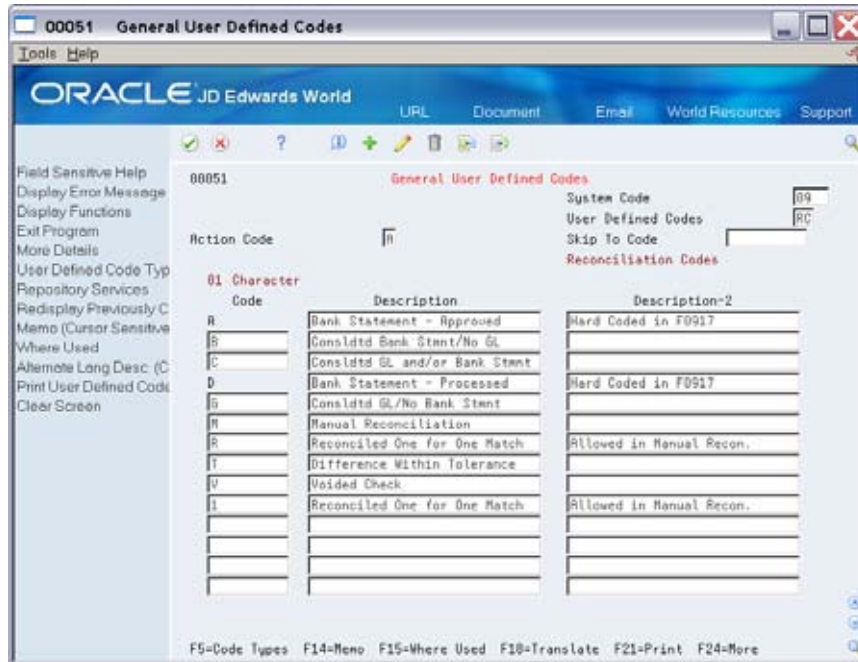 00051 General User Defined Codes
Tools Help
ORACLE JD Edwards World
URL Document Email World Resources Support
Field Sensitive Help
Display Error Message
Display Functions
Exit Program
More Details
User Defined Code Typ
Repository Services
Redisplay Previously C
Memo (Cursor Sensitive
Where Used
Alternate Long Desc (C
Print User Defined Code
Clear Screen
00051 General User Defined Codes
System Code 09
User Defined Codes RC
Action Code Skip To Code
Reconciliation Codes
01 Character
Code Description Description-2
A Bank Statement - Approved Hard Coded in F0917
B Consldtd Bank Stmnt/No GL
C Consldtd GL and/or Bank Stmnt
D Bank Statement - Processed Hard Coded in F0917
G Consldtd GL/No Bank Stmnt
M Manual Reconciliation
R Reconciled One for One Match Allowed in Manual Recon.
T Difference Within Tolerance
V Voided Check
1 Reconciled One for One Match Allowed in Manual Recon.
F5=Code Types F14=Memo F15=Where Used F18=Translate F21=Print F24=More